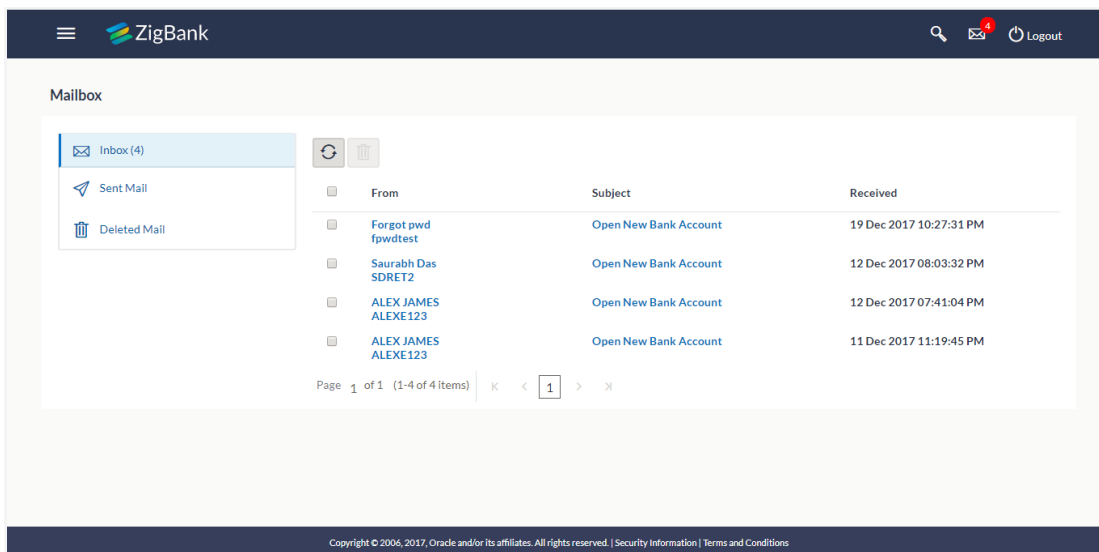 ZigBank
4
Logout
Mailbox
Inbox (4)
Sent Mail
Deleted Mail
From Subject Received
Forgot pwd Open New Bank Account 19 Dec 2017 10:27:31 PM
fpwdtest
Saurabh Das Open New Bank Account 12 Dec 2017 08:03:32 PM
SDRET2
ALEX JAMES Open New Bank Account 12 Dec 2017 07:41:04 PM
ALEXE123
ALEX JAMES Open New Bank Account 11 Dec 2017 11:19:45 PM
ALEXE123
Page 1 of 1 (1-4 of 4 items) 1
Copyright © 2006, 2017, Oracle and/or its affiliates. All rights reserved. | Security Information | Terms and Conditions